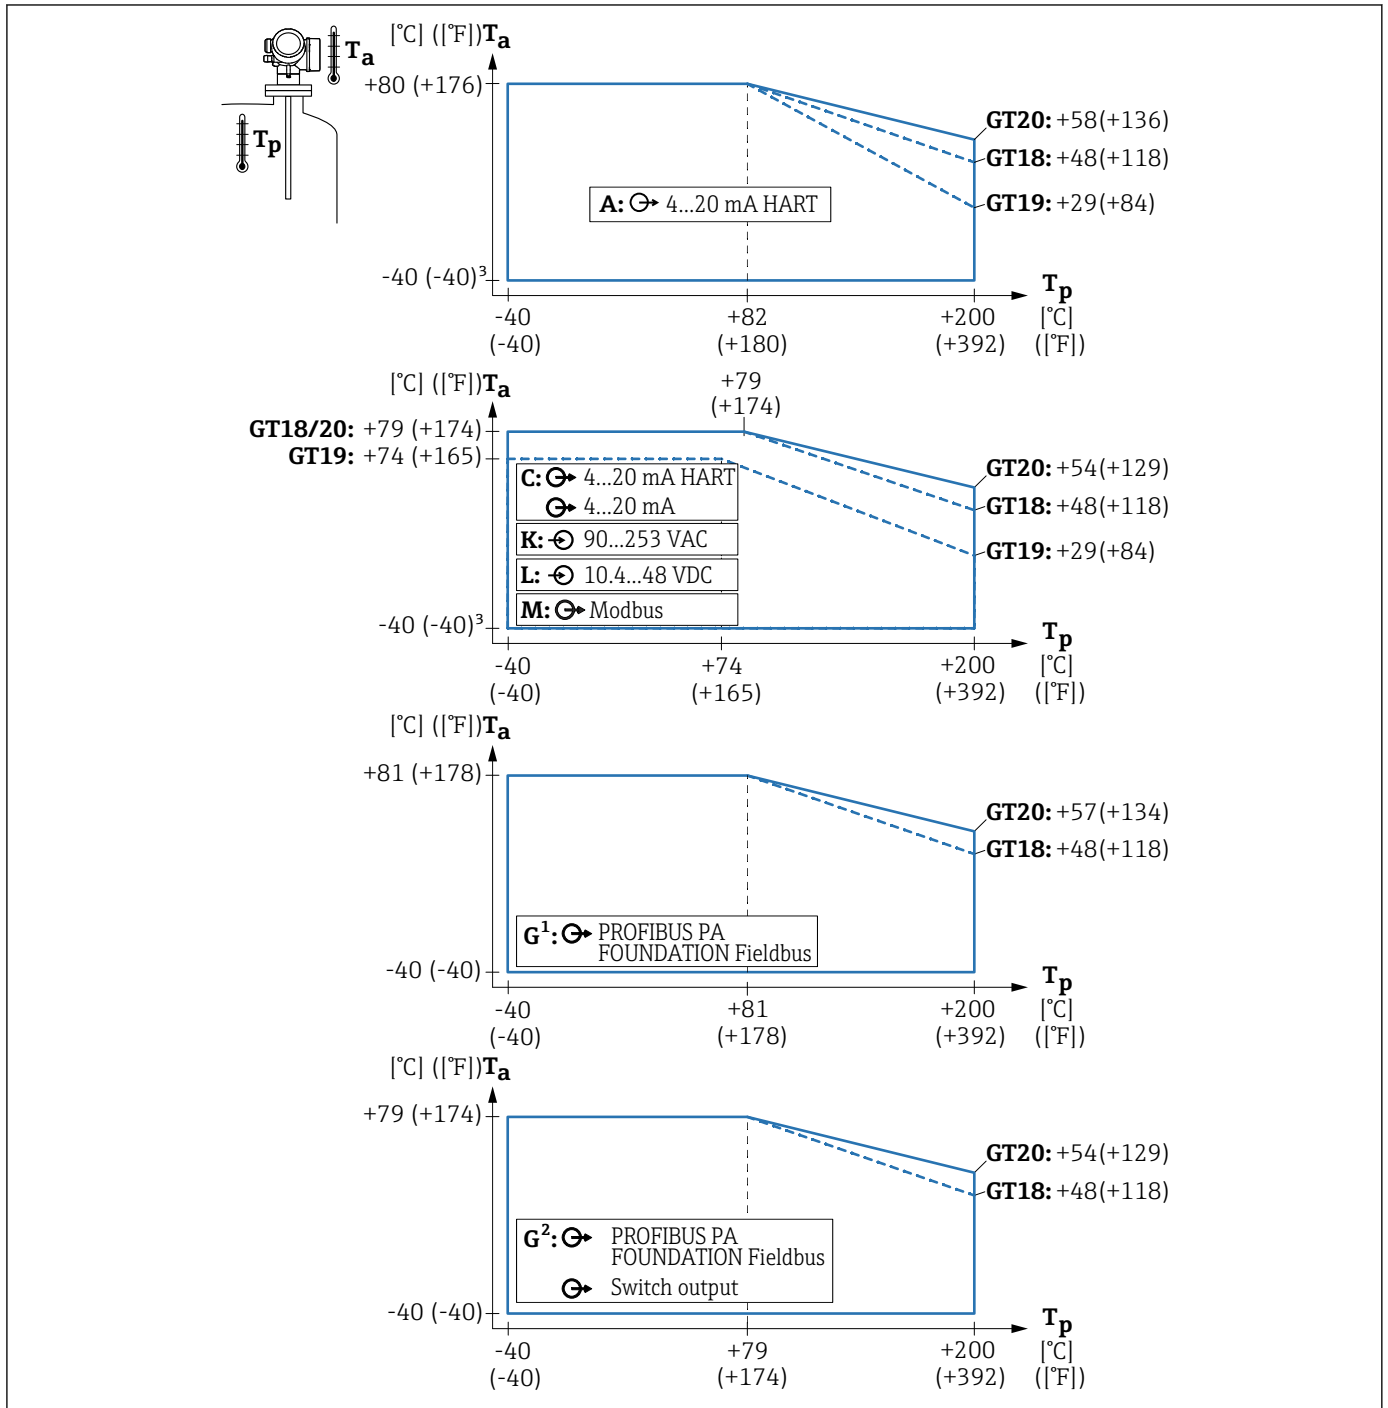 [°C] ([°F]) Ta
Ta
Tp
+80 (+176)
GT20: +58(+136)
GT18: +48(+118)
GT19: +29(+84)
A: 4...20 mA HART
-40 (-40)³
Tp
-40 +82 +200 [°C]
(-40) (+180) (+392) ([°F])
[°C] ([°F]) Ta
+79
(+174)
GT18/20: +79 (+174)
GT19: +74 (+165)
GT20: +54(+129)
GT18: +48(+118)
GT19: +29(+84)
C: 4...20 mA HART
4...20 mA
K: 90...253 VAC
L: 10.4...48 VDC
M: Modbus
-40 (-40)³
Tp
-40 +74 +200 [°C]
(-40) (+165) (+392) ([°F])
[°C] ([°F]) Ta
+81 (+178)
GT20: +57(+134)
GT18: +48(+118)
G¹: PROFIBUS PA
FOUNDATION Fieldbus
-40 (-40)
Tp
-40 +81 +200 [°C]
(-40) (+178) (+392) ([°F])
[°C] ([°F]) Ta
+79 (+174)
GT20: +54(+129)
GT18: +48(+118)
G²: PROFIBUS PA
FOUNDATION Fieldbus
Switch output
-40 (-40)
Tp
-40 +79 +200 [°C]
(-40) (+174) (+392) ([°F])